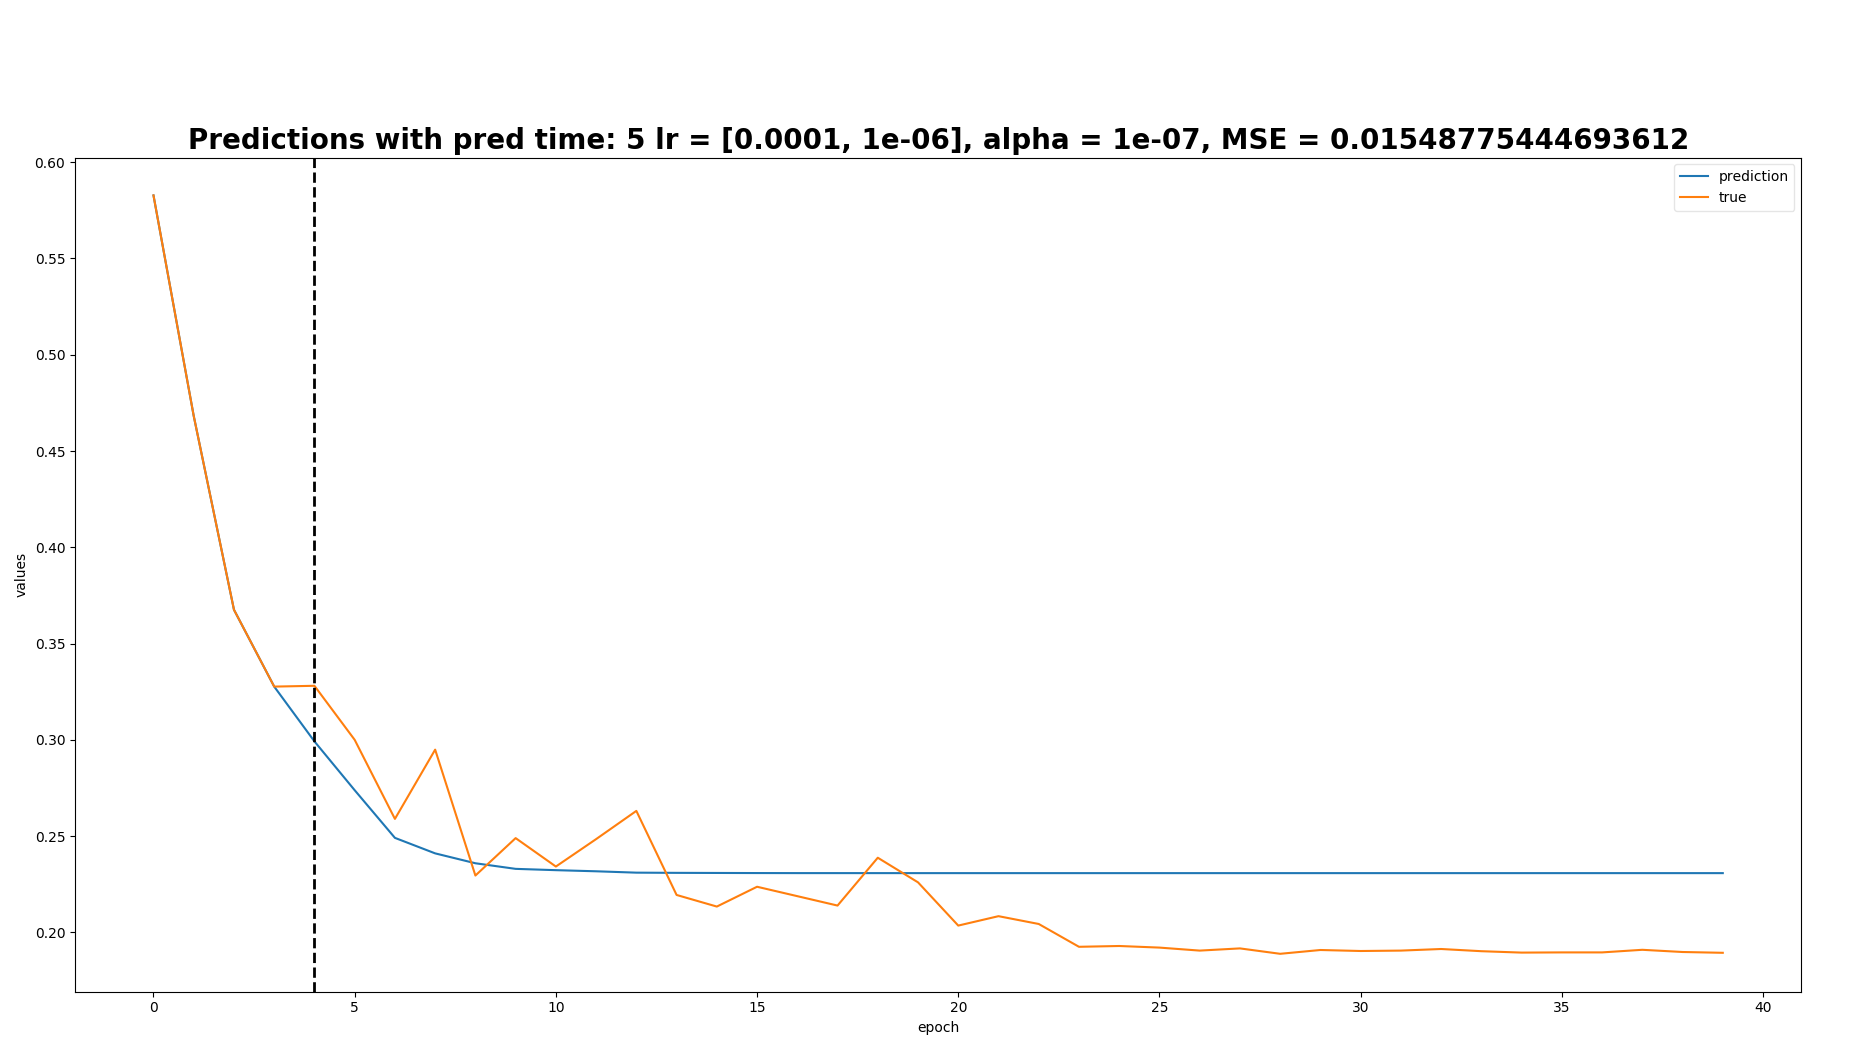 Predictions with pred time: 5 lr = [0.0001, 1e-06], alpha = 1e-07, MSE = 0.01548775444693612
prediction
true
0.60
0.55
0.50
0.45
0.40
0.35
0.30
0.25
0.20
values
0 5 10 15 20 25 30 35 40
epoch